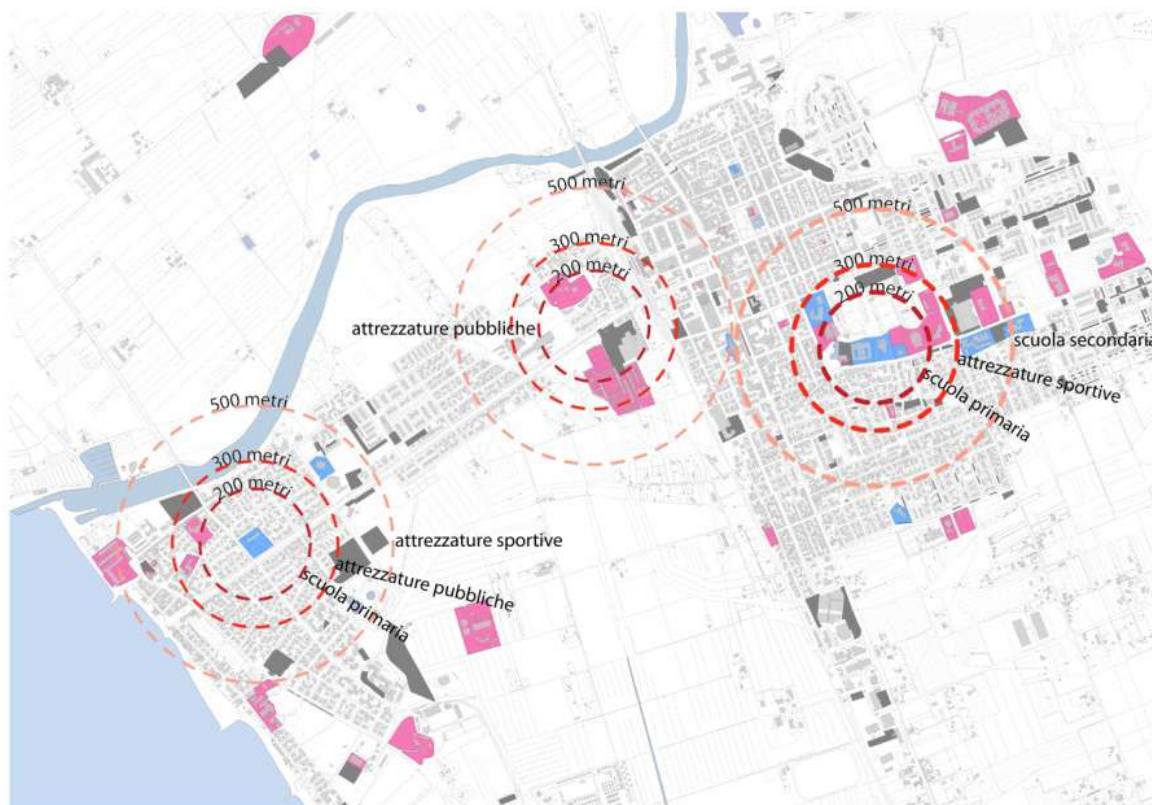 500 metri
300 metri
200 metri
attrezzature pubbliche
500 metri
300 metri
200 metri
scuola secondaria
attrezzature sportive
scuola primaria
500 metri
300 metri
200 metri
attrezzature sportive
attrezzature pubbliche
scuola primaria